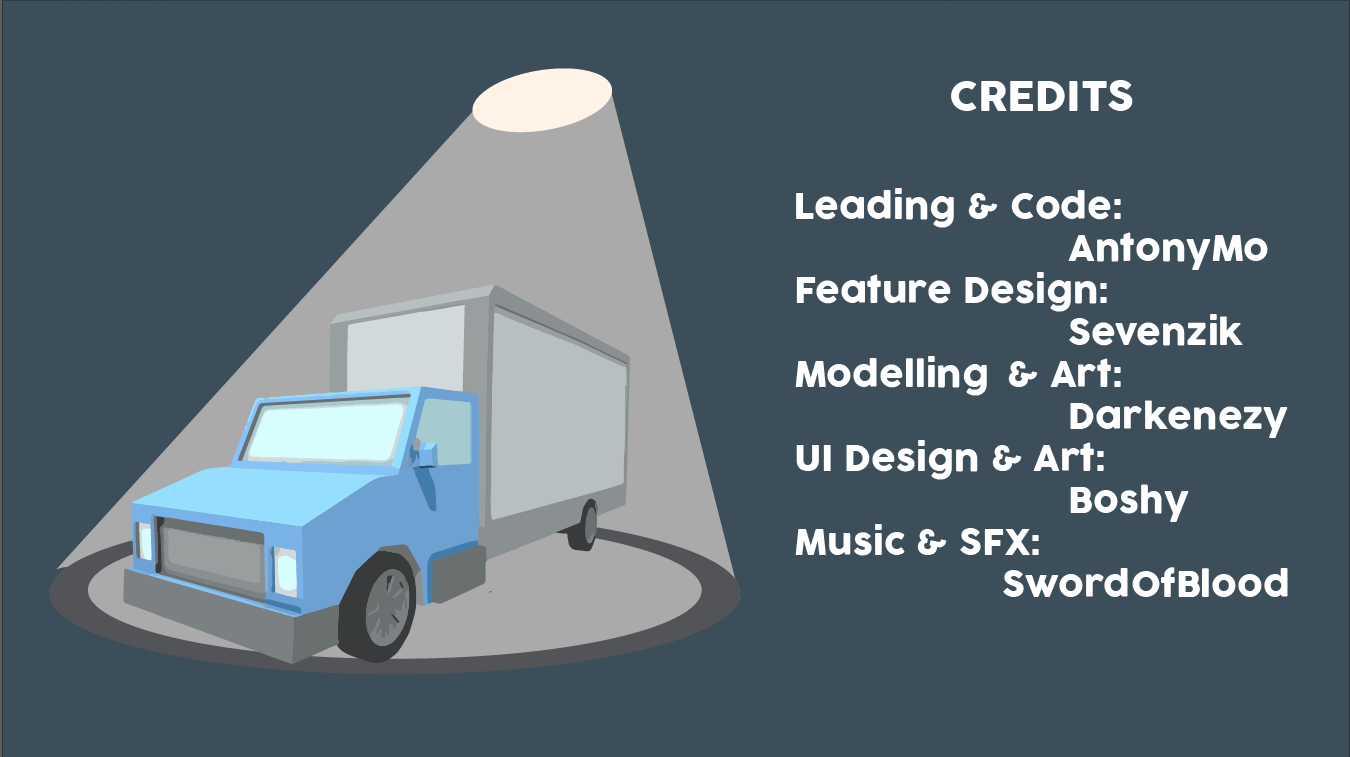 CREDITS
Leading & Code:
AntonyMo
Feature Design:
Sevenzik
Modelling & Art:
Darkenezy
UI Design & Art:
Boshy
Music & SFX:
SwordOfBlood